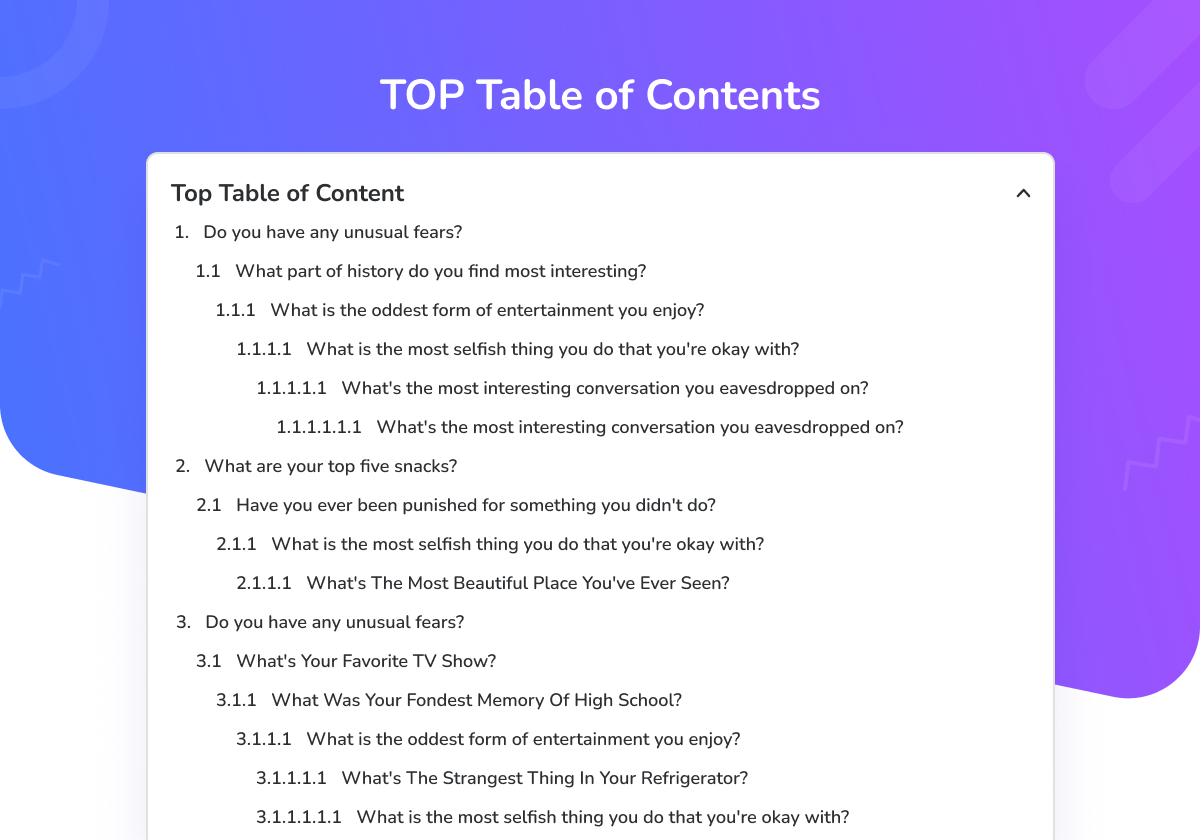 TOP Table of Contents
Top Table of Content
1. Do you have any unusual fears?
1.1 What part of history do you find most interesting?
1.1.1 What is the oddest form of entertainment you enjoy?
1.1.1.1 What is the most selfish thing you do that you're okay with?
1.1.1.1.1 What's the most interesting conversation you eavesdropped on?
1.1.1.1.1.1 What's the most interesting conversation you eavesdropped on?
2. What are your top five snacks?
2.1 Have you ever been punished for something you didn't do?
2.1.1 What is the most selfish thing you do that you're okay with?
2.1.1.1 What's The Most Beautiful Place You've Ever Seen?
3. Do you have any unusual fears?
3.1 What's Your Favorite TV Show?
3.1.1 What Was Your Fondest Memory Of High School?
3.1.1.1 What is the oddest form of entertainment you enjoy?
3.1.1.1.1 What's The Strangest Thing In Your Refrigerator?
3.1.1.1.1.1 What is the most selfish thing you do that you're okay with?